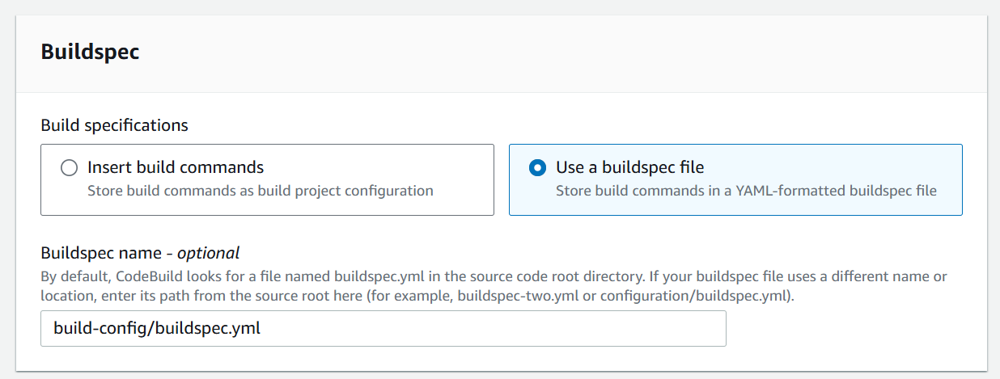 Buildspec
Build specifications
Insert build commands
Store build commands as build project configuration
Use a buildspec file
Store build commands in a YAML-formatted buildspec file
Buildspec name - optional
By default, CodeBuild looks for a file named buildspec.yml in the source code root directory. If your buildspec file uses a different name or
location, enter its path from the source root here (for example, buildspec-two.yml or configuration/buildspec.yml).
build-config/buildspec.yml